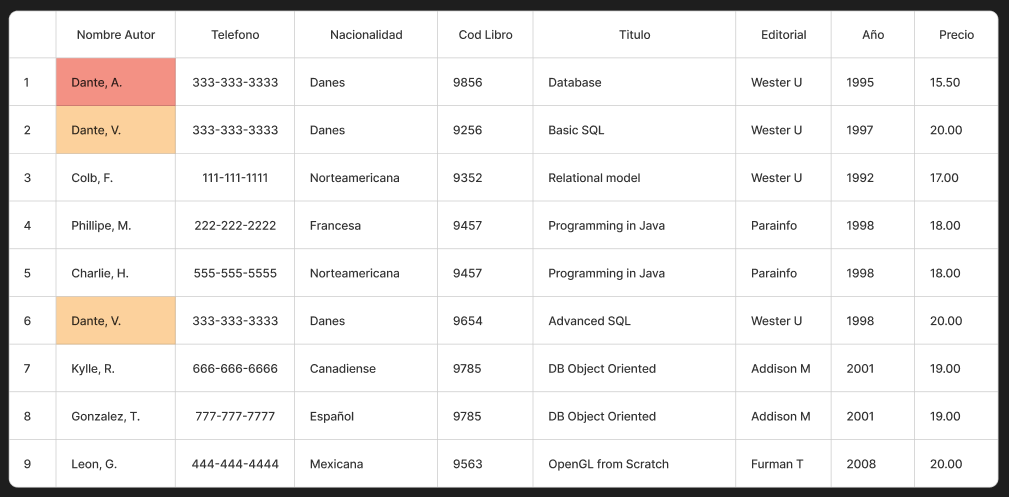 Nombre Autor Telefono Nacionalidad Cod Libro Titulo Editorial Año Precio
1 Dante, A. 333-333-3333 Danes 9856 Database Wester U 1995 15.50
2 Dante, V. 333-333-3333 Danes 9256 Basic SQL Wester U 1997 20.00
3 Colb, F. 111-111-1111 Norteamericana 9352 Relational model Wester U 1992 17.00
4 Phillipe, M. 222-222-2222 Francesa 9457 Programming in Java Parainfo 1998 18.00
5 Charlie, H. 555-555-5555 Norteamericana 9457 Programming in Java Parainfo 1998 18.00
6 Dante, V. 333-333-3333 Danes 9654 Advanced SQL Wester U 1998 20.00
7 Kylle, R. 666-666-6666 Canadiense 9785 DB Object Oriented Addison M 2001 19.00
8 Gonzalez, T. 777-777-7777 Español 9785 DB Object Oriented Addison M 2001 19.00
9 Leon, G. 444-444-4444 Mexicana 9563 OpenGL from Scratch Furman T 2008 20.00